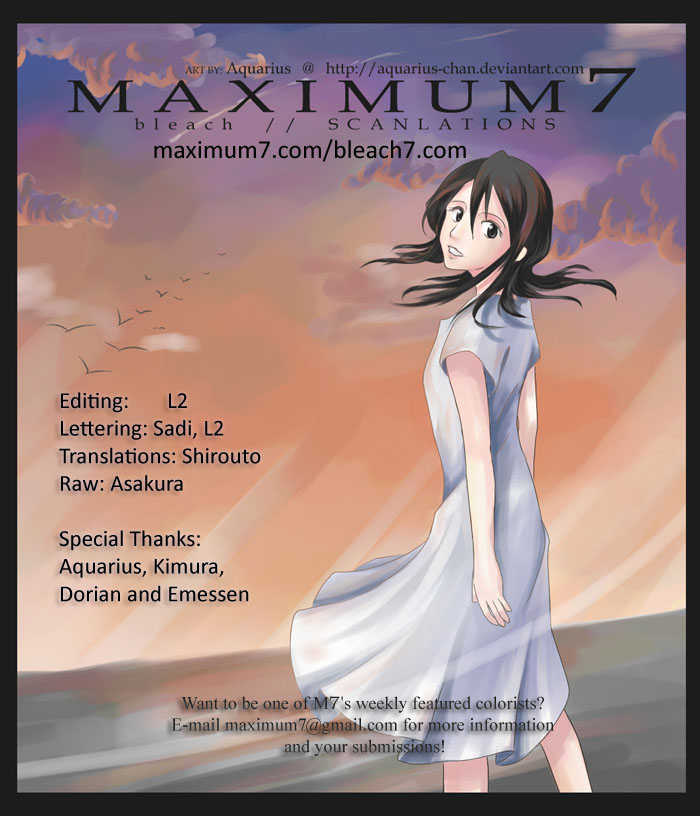 ART BY: Aquarius @ http://aquarius-chan.deviantart.com
MAXIMUM7
bleach // SCANLATIONS
maximum7.com/bleach7.com
Editing: L2
Lettering: Sadi, L2
Translations: Shirouto
Raw: Asakura
Special Thanks:
Aquarius, Kimura,
Dorian and Emessen
Want to be one of M7's weekly featured colorists?
E-mail maximum7@gmail.com for more information
and your submissions!